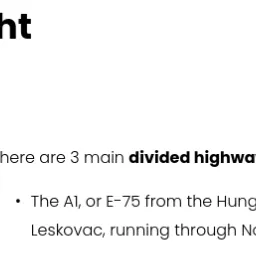 ht
here are 3 main divided highwa
The A1, or E-75 from the Hung
Leskovac, running through No